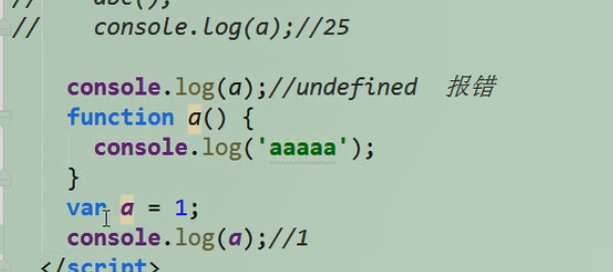 //     console.log(a);//25
console.log(a);//undefined  报错
function a() {
console.log('aaaaa');
}
var a = 1;
console.log(a);//1
</script>